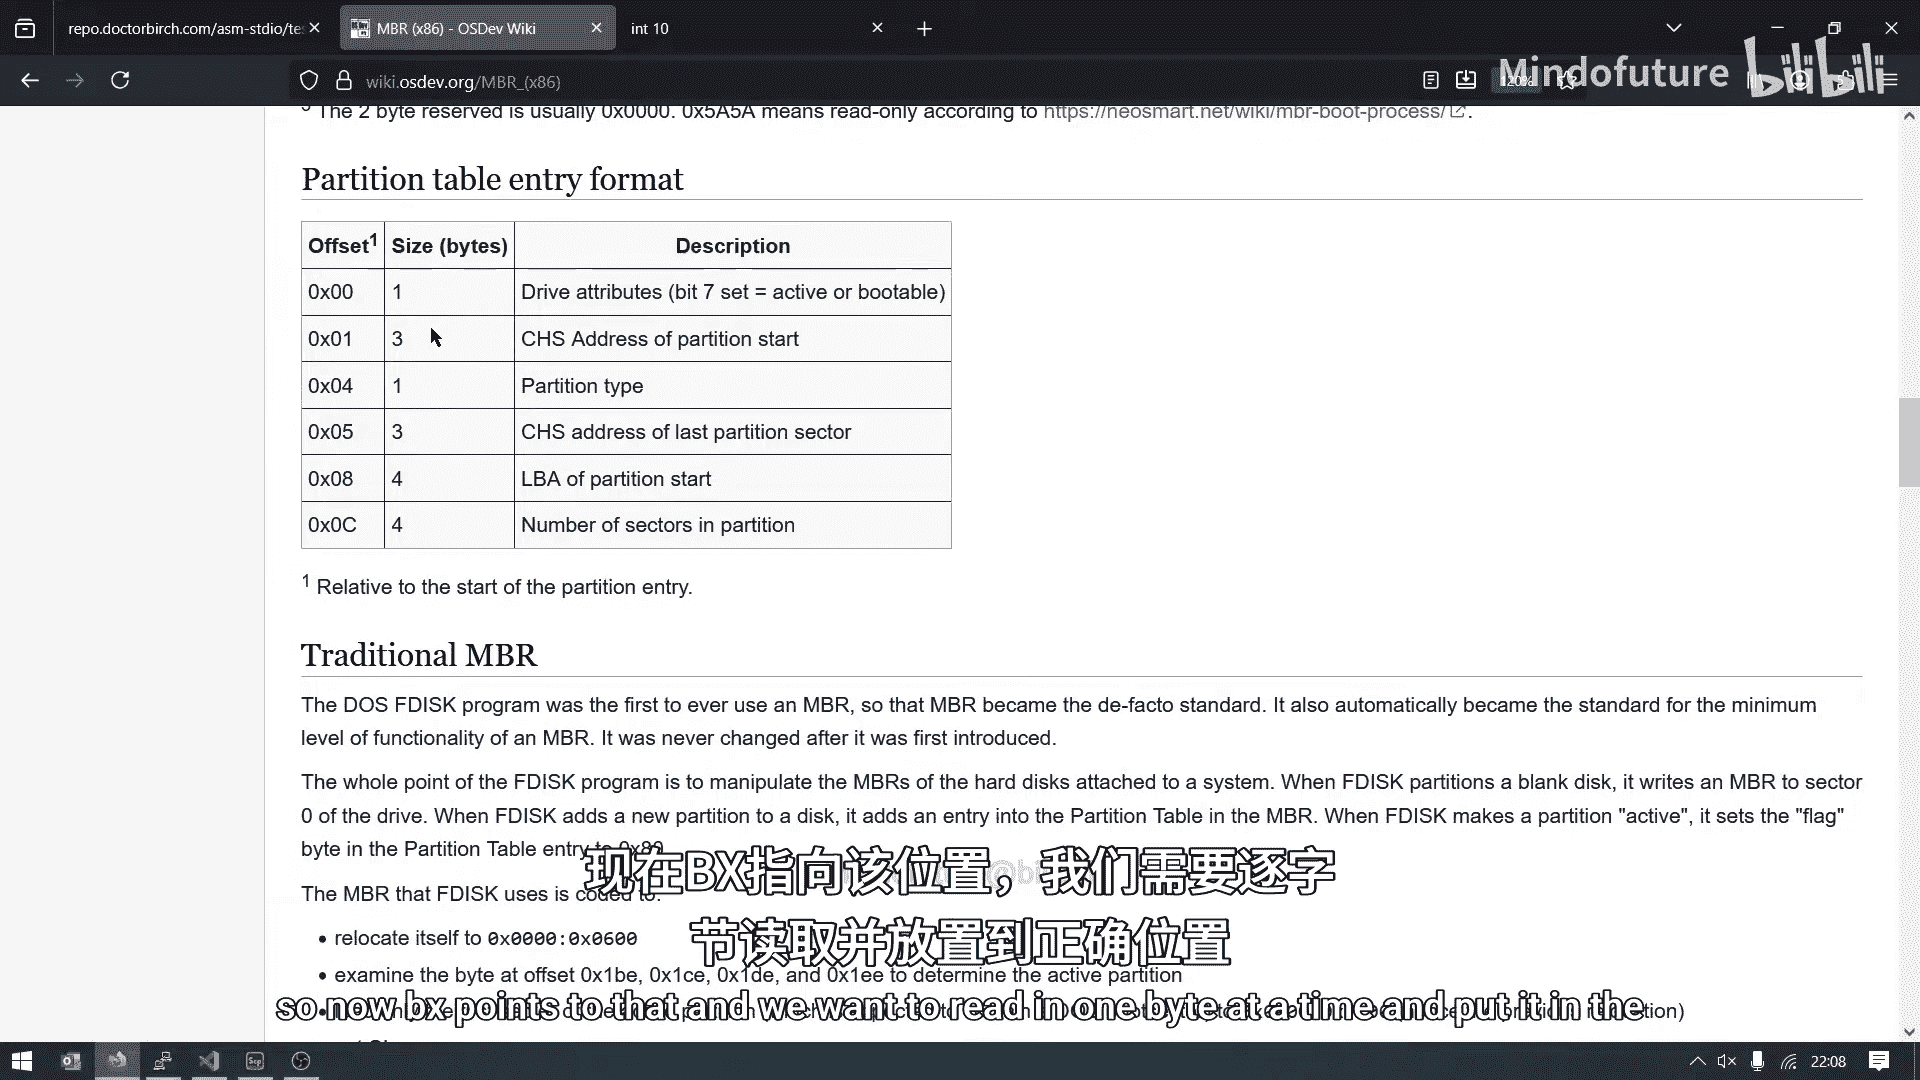 repo.doctorbirch.com/asm-stdio/te
MBR (x86) - OSDev Wiki
int 10
wiki.osdev.org/MBR_(x86)
120%
Mindofuture
bilibili
The 2 byte reserved is usually 0x0000. 0x5A5A means read-only according to https://neosmart.net/wiki/mbr-boot-process/.
Partition table entry format
Offset1 Size (bytes) Description
0x00 1 Drive attributes (bit 7 set = active or bootable)
0x01 3 CHS Address of partition start
0x04 1 Partition type
0x05 3 CHS address of last partition sector
0x08 4 LBA of partition start
0x0C 4 Number of sectors in partition
1 Relative to the start of the partition entry.
Traditional MBR
The DOS FDISK program was the first to ever use an MBR, so that MBR became the de-facto standard. It also automatically became the standard for the minimum
level of functionality of an MBR. It was never changed after it was first introduced.
The whole point of the FDISK program is to manipulate the MBRs of the hard disks attached to a system. When FDISK partitions a blank disk, it writes an MBR to sector
0 of the drive. When FDISK adds a new partition to a disk, it adds an entry into the Partition Table in the MBR. When FDISK makes a partition "active", it sets the "flag"
byte in the Partition Table entry to 0x80.
现在BX指向该位置，我们需要逐字
The MBR that FDISK uses is coded to:
节读取并放置到正确位置
• relocate itself to 0x0000:0x0600
• examine the byte at offset 0x1be, 0x1ce, 0x1de, and 0x1ee to determine the active partition
so now bx points to that and we want to read in one byte at a time and put it in the
22:08